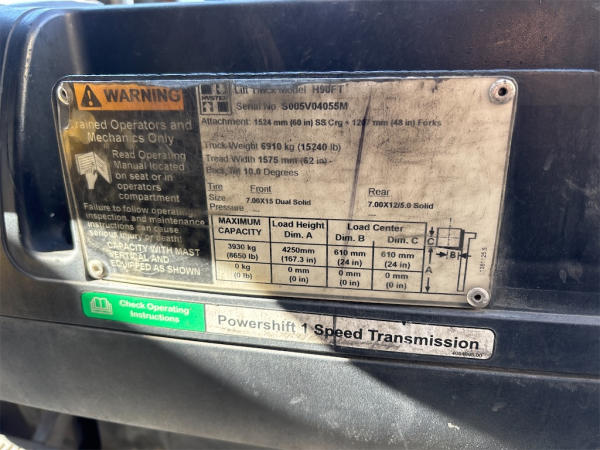 WARNING
Trained Operators and
Mechanics Only
Read Operating
Manual located
on seat or in
operators
compartment
Failure to follow operating,
inspection, and maintenance
instructions can cause
serious injury or death!
CAPACITY WITH MAST
VERTICAL AND
EQUIPPED AS SHOWN
HYSTER
Lift Truck Model H90FT
Serial No S005V04055M
Attachment: 1524 mm (60 in) SS Crg + 1207 mm (48 in) Forks
Truck Weight 6910 kg (15240 lb)
Tread Width 1575 mm (62 in)
Back Tilt 10.0 Degrees
Tire Front Rear
Size 7.00X15 Dual Solid 7.00X12/5.0 Solid
Pressure
MAXIMUM CAPACITY Load Height Dim. A Load Center Dim. B Dim. C
3930 kg 4250mm 610 mm 610 mm
(8650 lb) (167.3 in) (24 in) (24 in)
0 kg 0 mm 0 mm 0 mm
(0 lb) (0 in) (0 in) (0 in)
C
B
A
Check Operating
Instructions
Powershift 1 Speed Transmission